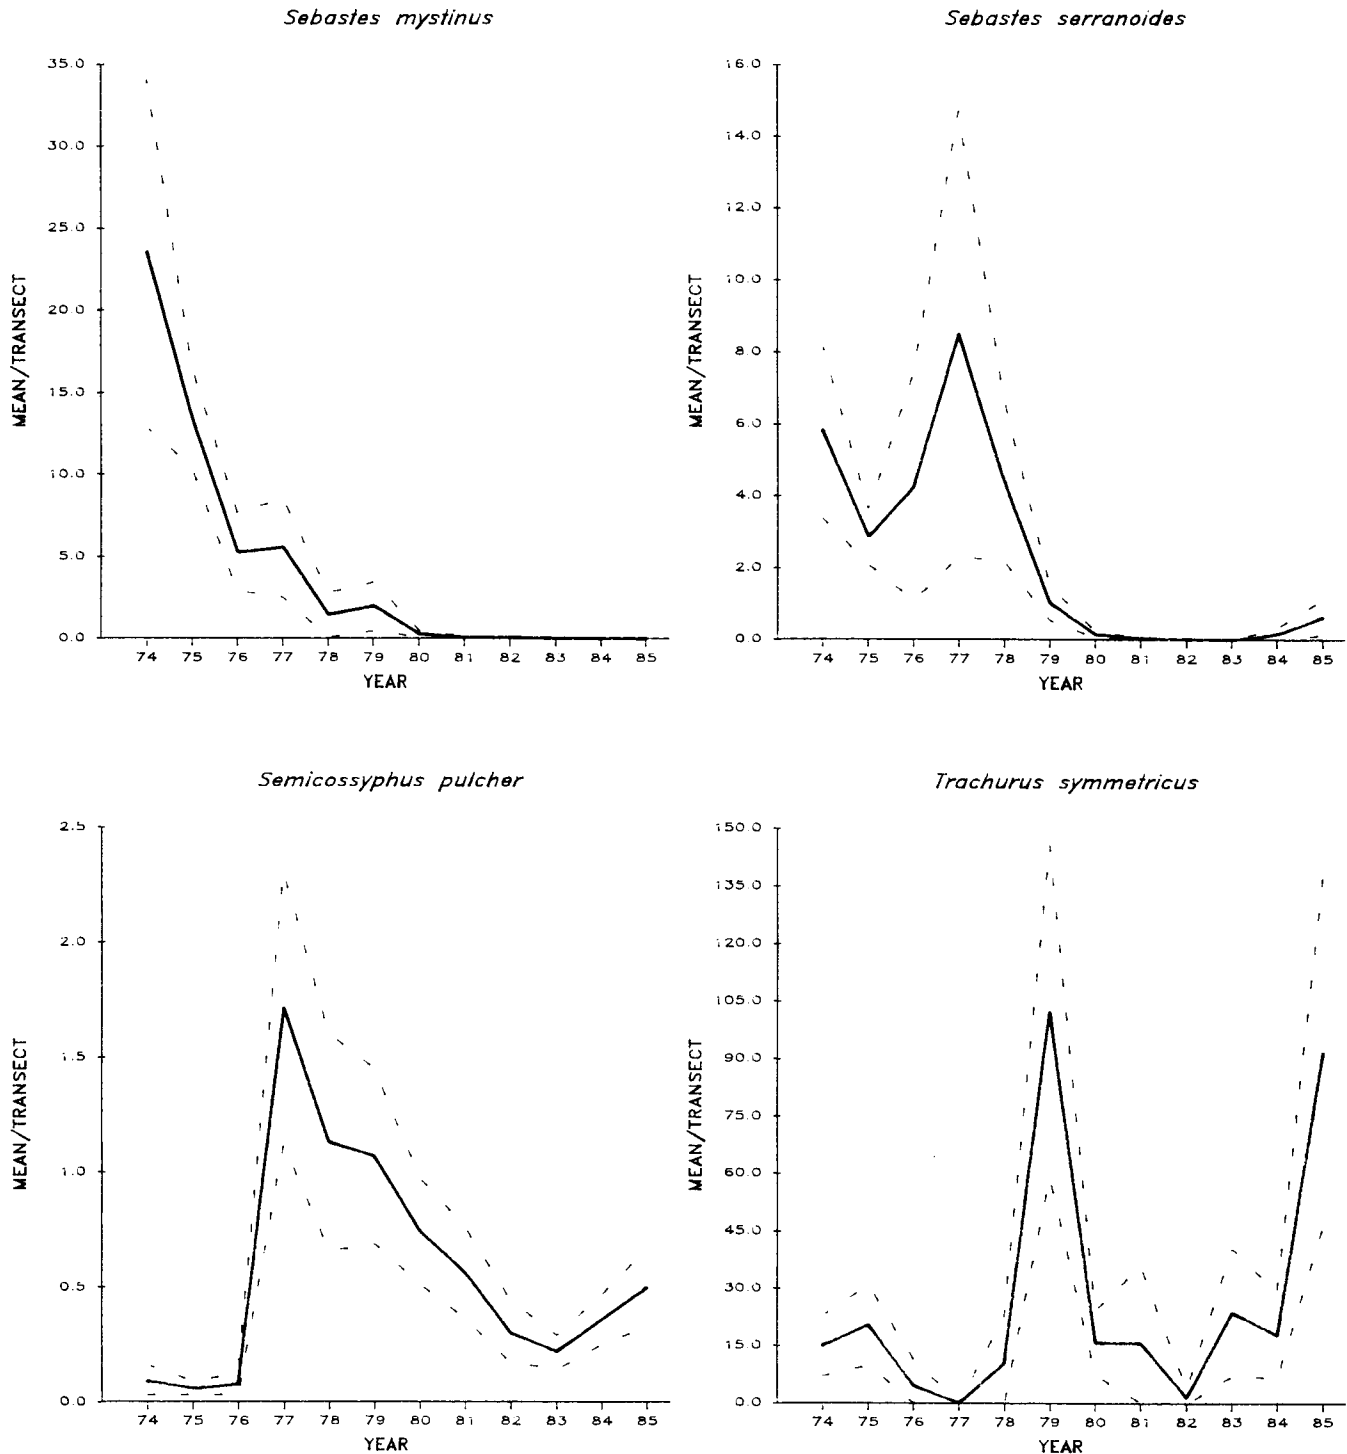 Sebastes mystinus
35.0
30.0
25.0
20.0
15.0
10.0
5.0
0.0
MEAN/TRANSECT
74 75 76 77 78 79 80 81 82 83 84 85
YEAR
Sebastes serranoides
16.0
14.0
12.0
10.0
8.0
6.0
4.0
2.0
0.0
MEAN/TRANSECT
74 75 76 77 78 79 80 81 82 83 84 85
YEAR
Semicossyphus pulcher
2.5
2.0
1.5
1.0
0.5
0.0
MEAN/TRANSECT
74 75 76 77 78 79 80 81 82 83 84 85
YEAR
Trachurus symmetricus
150.0
135.0
120.0
105.0
90.0
75.0
60.0
45.0
30.0
15.0
0.0
MEAN/TRANSECT
74 75 76 77 78 79 80 81 82 83 84 85
YEAR